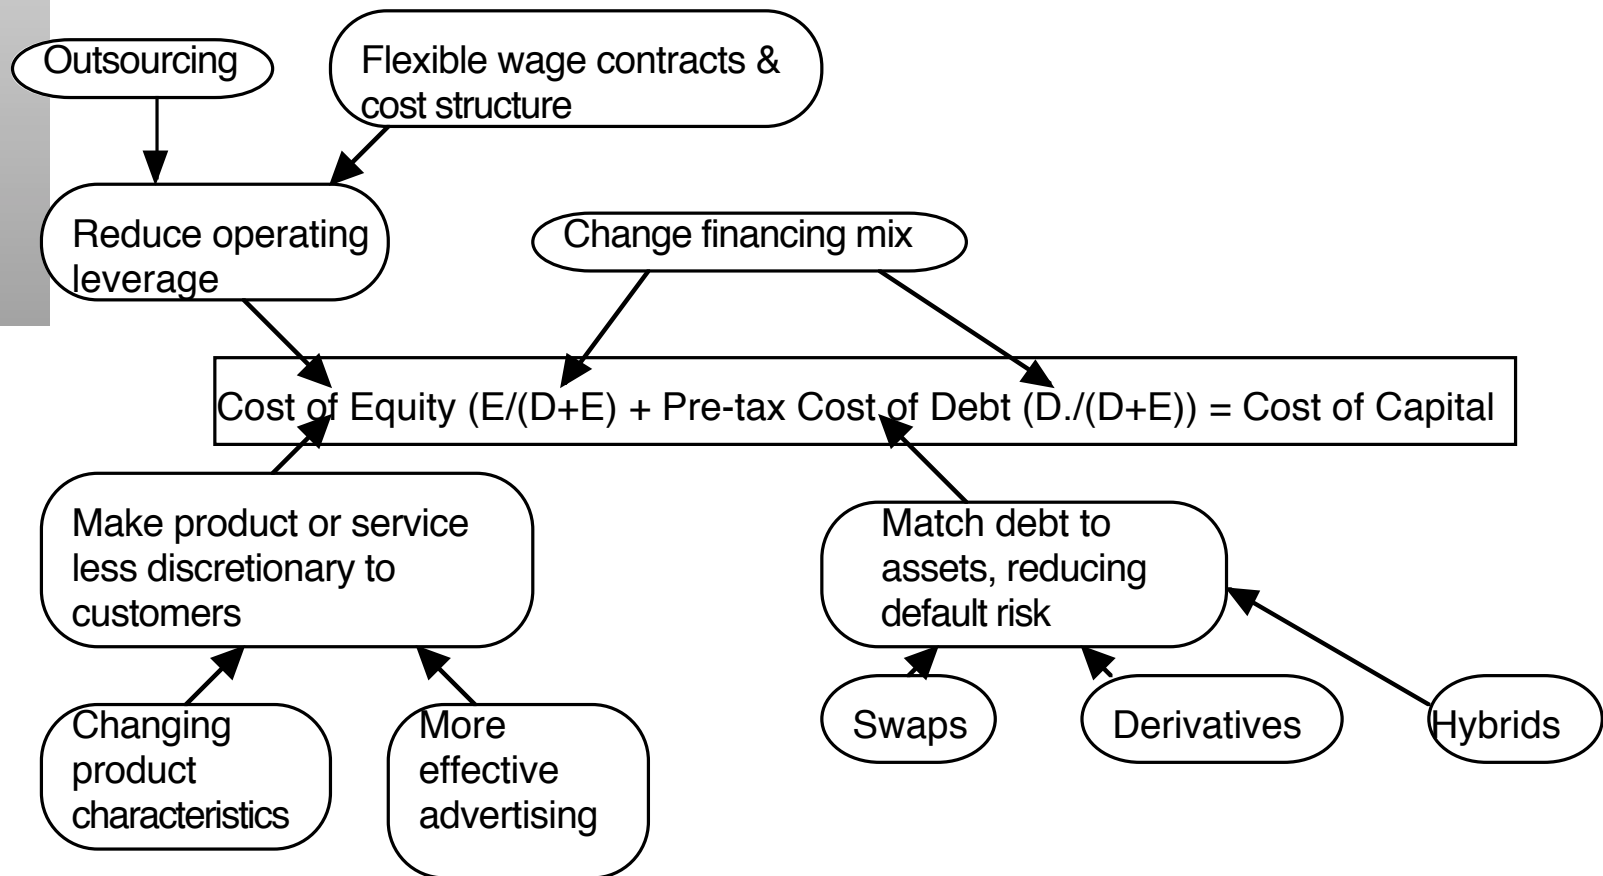 Outsourcing
Flexible wage contracts &
cost structure
Reduce operating
leverage
Change financing mix
Cost of Equity (E/(D+E) + Pre-tax Cost of Debt (D./(D+E)) = Cost of Capital
Make product or service
less discretionary to
customers
Match debt to
assets, reducing
default risk
Changing
product
characteristics
More
effective
advertising
Swaps
Derivatives
Hybrids